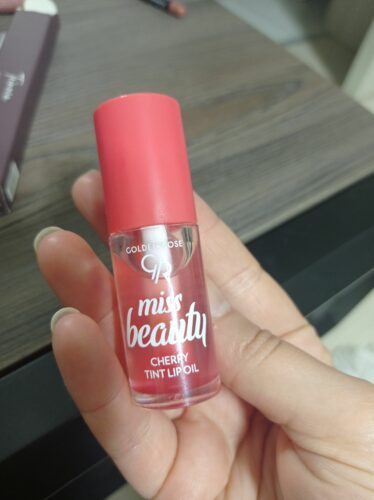 GOLDEN ROSE
GR
miss
beauty
CHERRY
TINT LIP OIL